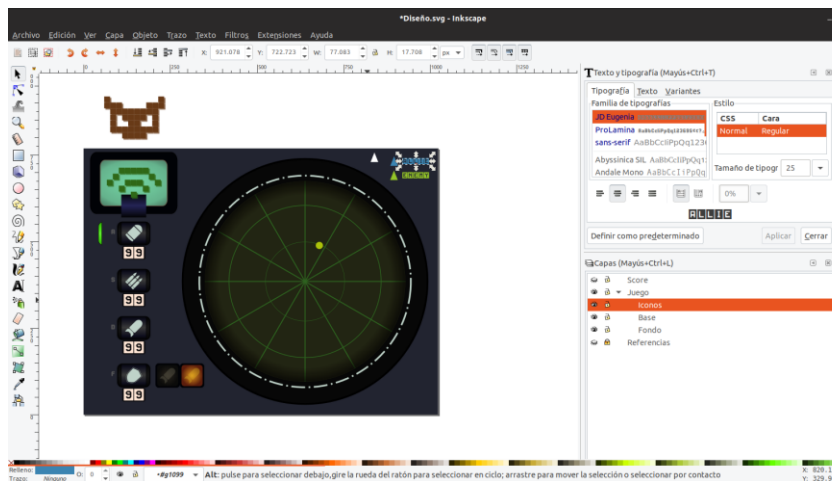 *Diseño.svg - Inkscape
Archivo Edición Ver Capa Objeto Trazo Texto Filtros Extensiones Ayuda
X: 921.078 Y: 722.723 W: 77.083 H: 17.708 px
Texto y tipografía (Mayús+Ctrl+T)
Tipografía Texto Variantes
Familia de tipografías Estilo
JD Eugenia
CSS Cara
ProLamina
Normal Regular
sans-serif AaBbCcIiPpQq1236
Abyssinica SIL AaBbCcIiPpQq1:
Andale Mono AaBbCcIiPpQq
Tamaño de tipogr 25
0%
ALLIE
Definir como predeterminado Aplicar Cerrar
Capas (Mayús+Ctrl+L)
Score
Juego
Iconos
Base
Fondo
Referencias
ENEMY
99
99
99
99
Relleno:
Trazo: Ninguno
O: 0
•#g1099
Alt: pulse para seleccionar debajo,gire la rueda del ratón para seleccionar en ciclo; arrastre para mover la selección o seleccionar por contacto
X: 820.1
Y: 329.9